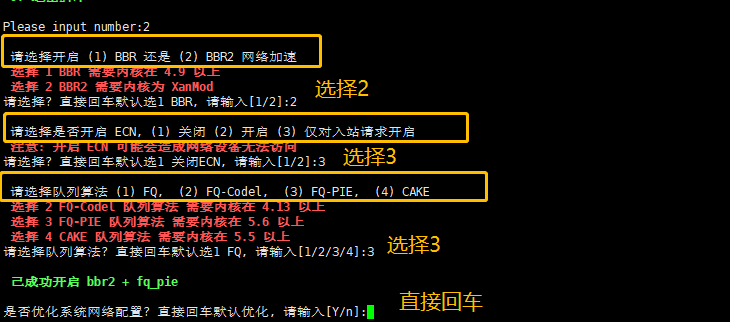 Please input number:2
请选择开启 (1) BBR 还是 (2) BBR2 网络加速
选择 1 BBR 需要内核在 4.9 以上
选择 2 BBR2 需要内核为 XanMod
选择2
请选择? 直接回车默认选1 BBR, 请输入[1/2]:2
请选择是否开启 ECN, (1) 关闭 (2) 开启 (3) 仅对入站请求开启
注意: 开启 ECN 可能会造成网络设备无法访问
请选择? 直接回车默认选1 关闭ECN, 请输入[1/2]:3
选择3
请选择队列算法 (1) FQ, (2) FQ-Codel, (3) FQ-PIE, (4) CAKE
选择 2 FQ-Codel 队列算法 需要内核在 4.13 以上
选择 3 FQ-PIE 队列算法 需要内核在 5.6 以上
选择 4 CAKE 队列算法 需要内核在 5.5 以上
请选择队列算法? 直接回车默认选1 FQ, 请输入[1/2/3/4]:3
选择3
已成功开启 bbr2 + fq_pie
是否优化系统网络配置? 直接回车默认优化, 请输入[Y/n]:
直接回车